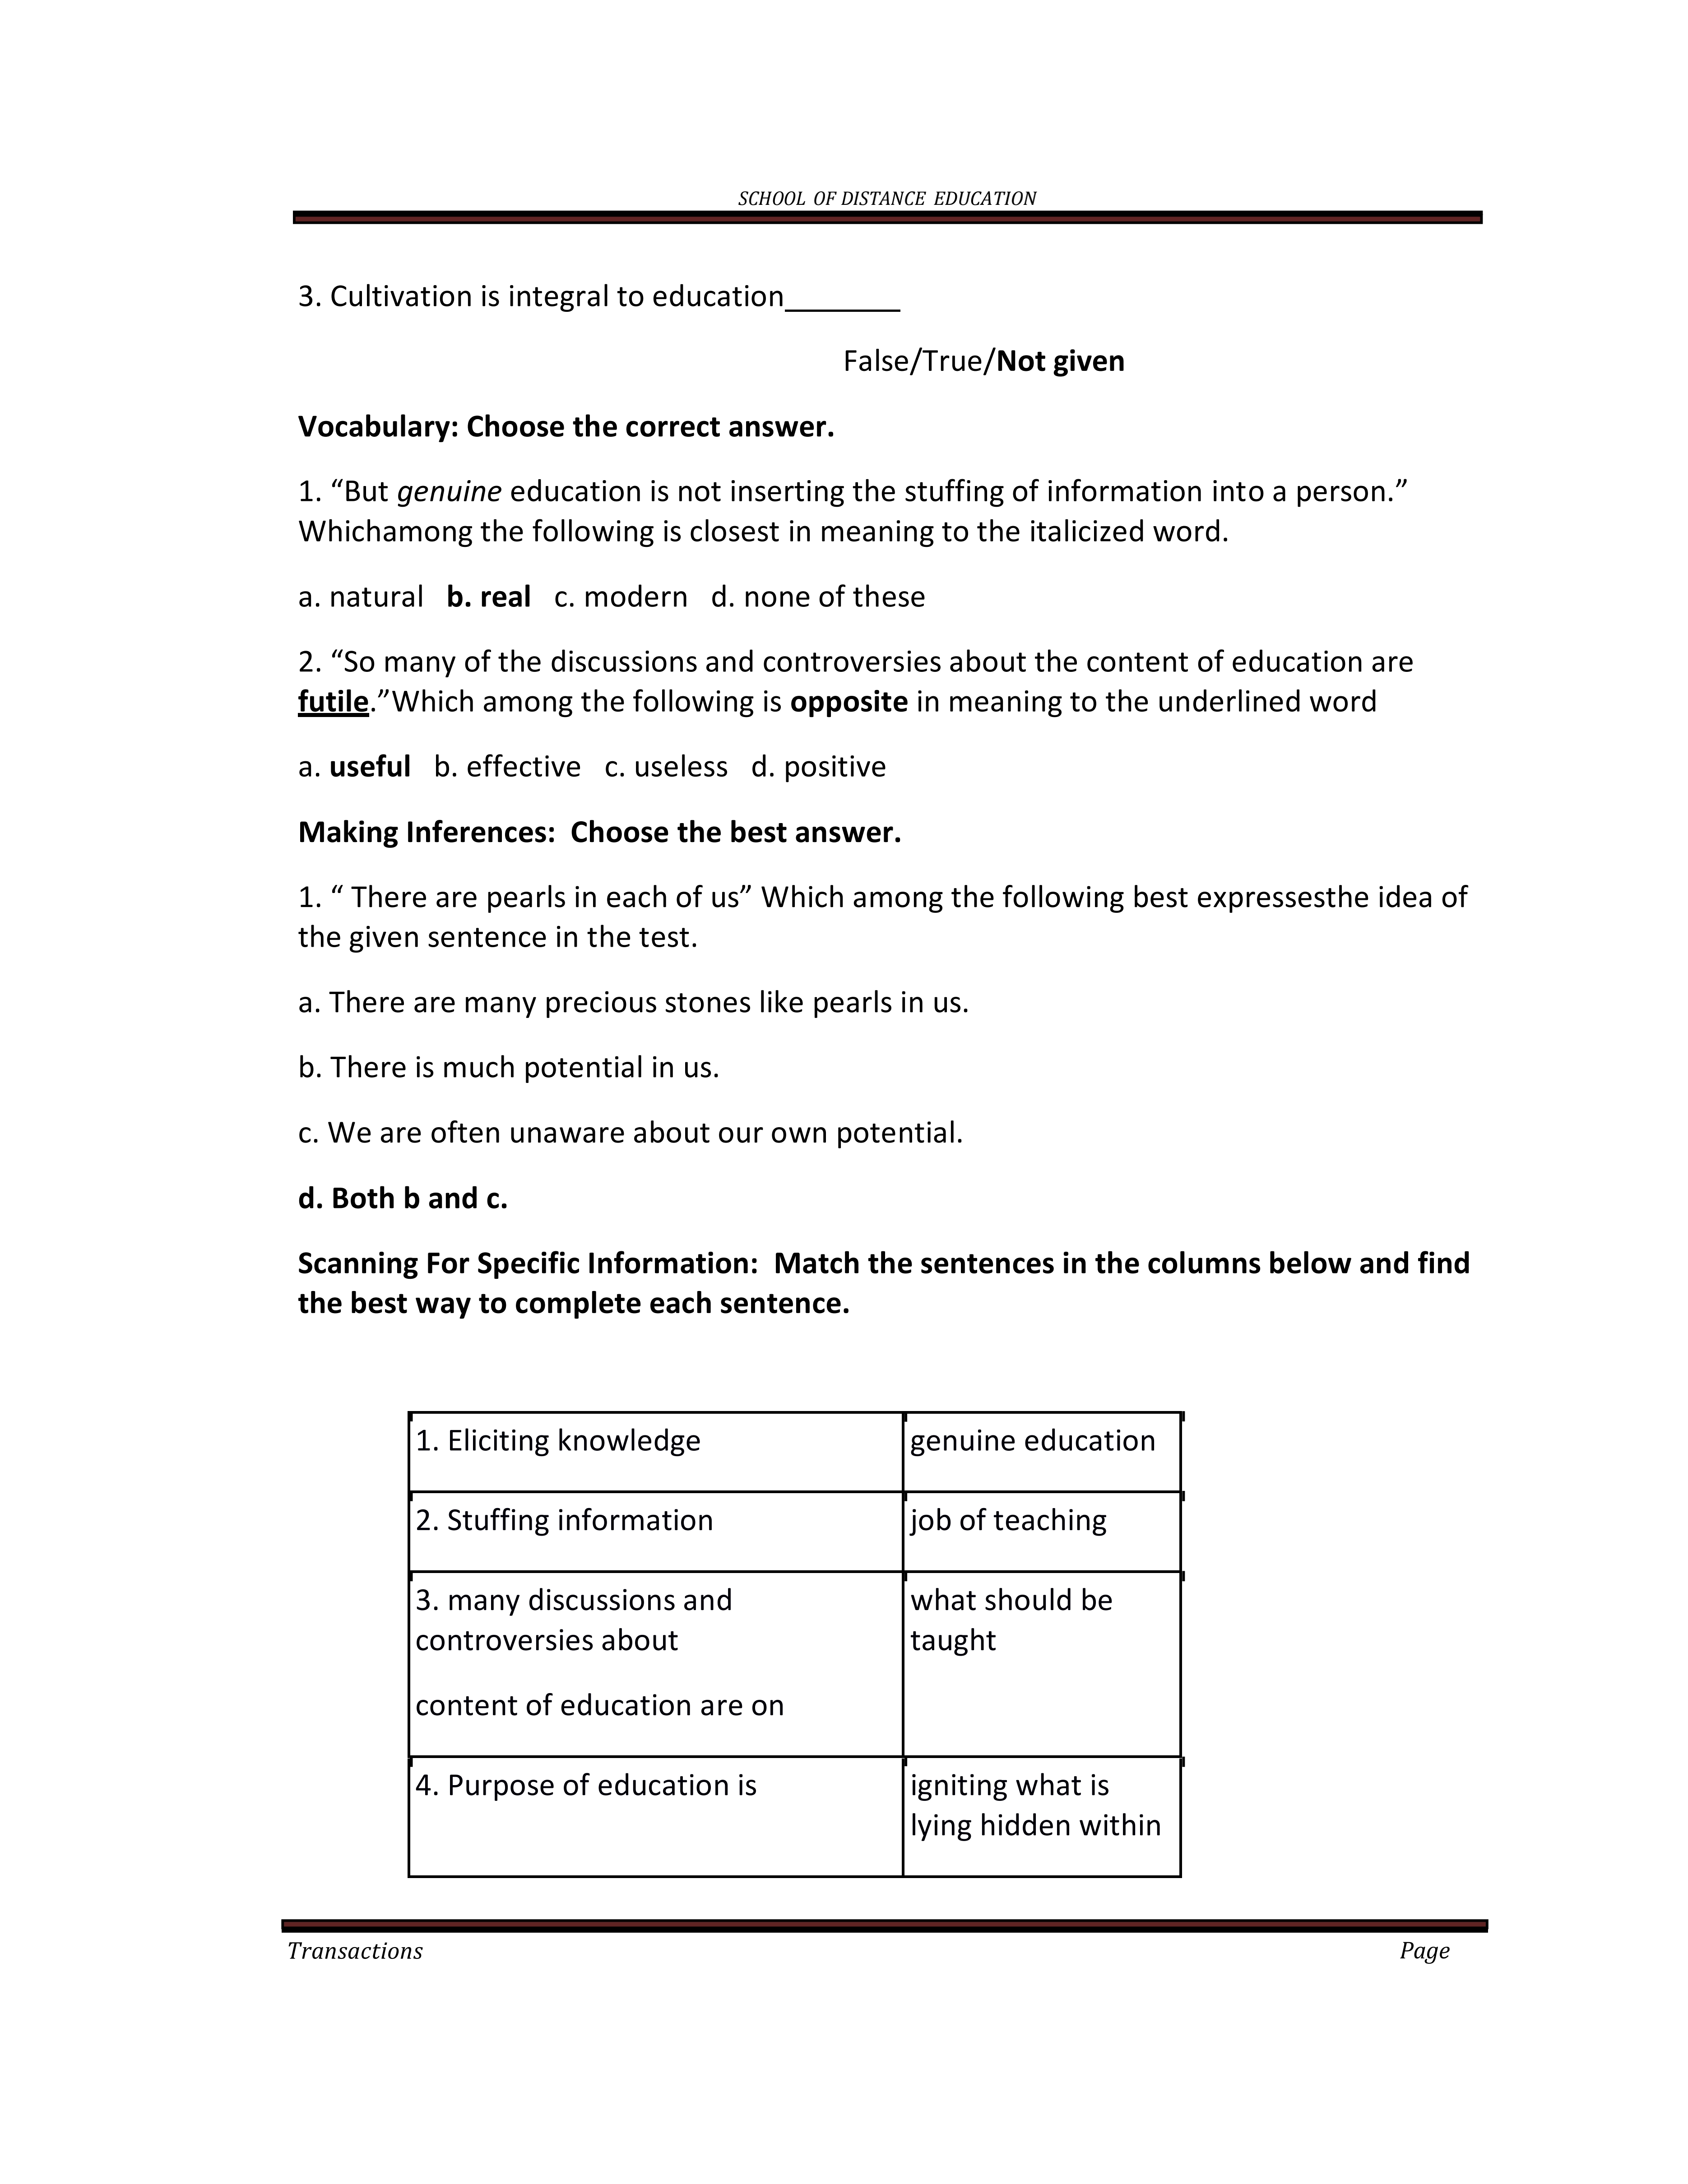 SCHOOL OF DISTANCE EDUCATION
3. Cultivation is integral to education_______
False/True/Not given
Vocabulary: Choose the correct answer.
1. “But genuine education is not inserting the stuffing of information into a person.”
Whichamong the following is closest in meaning to the italicized word.
a. natural b. real c. modern d. none of these
2. “So many of the discussions and controversies about the content of education are
futile.”Which among the following is opposite in meaning to the underlined word
a. useful b. effective c. useless d. positive
Making Inferences: Choose the best answer.
1. “ There are pearls in each of us” Which among the following best expressesthe idea of
the given sentence in the test.
a. There are many precious stones like pearls in us.
b. There is much potential in us.
c. We are often unaware about our own potential.
d. Both b and c.
Scanning For Specific Information: Match the sentences in the columns below and find
the best way to complete each sentence.
1. Eliciting knowledge
genuine education
2. Stuffing information
job of teaching
3. many discussions and
controversies about
content of education are on
what should be
taught
4. Purpose of education is
igniting what is
lying hidden within
Transactions
Page